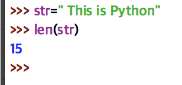 >>> str=" This is Python"
>>> len(str)
15
>>>